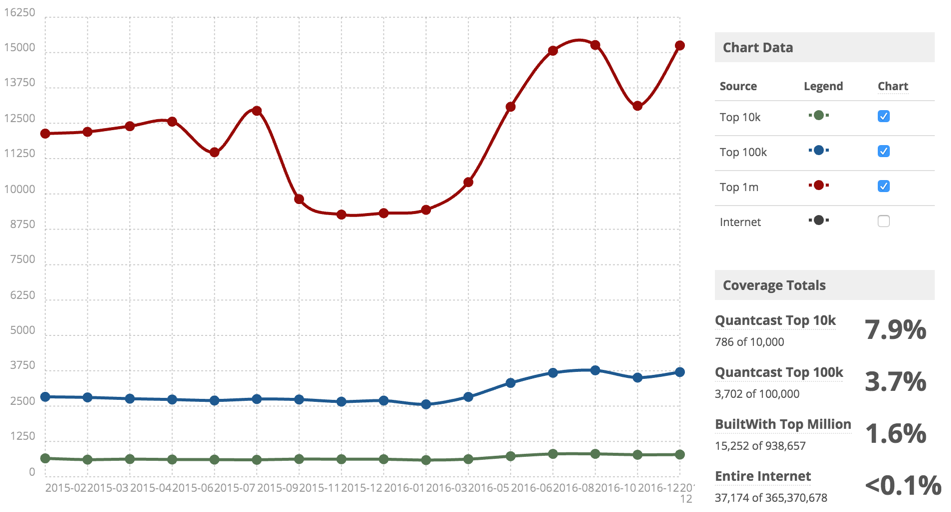 16250
15000
13750
12500
11250
10000
8750
7500
6250
5000
3750
2500
1250
0
2015-02 2015-03 2015-04 2015-06 2015-07 2015-09 2015-11 2015-12 2016-01 2016-03 2016-05 2016-06 2016-08 2016-10 2016-12 20
12
Chart Data
Source Legend Chart
Top 10k
Top 100k
Top 1m
Internet
Coverage Totals
Quantcast Top 10k 7.9%
786 of 10,000
Quantcast Top 100k 3.7%
3,702 of 100,000
BuiltWith Top Million 1.6%
15,252 of 938,657
Entire Internet <0.1%
37,174 of 365,370,678